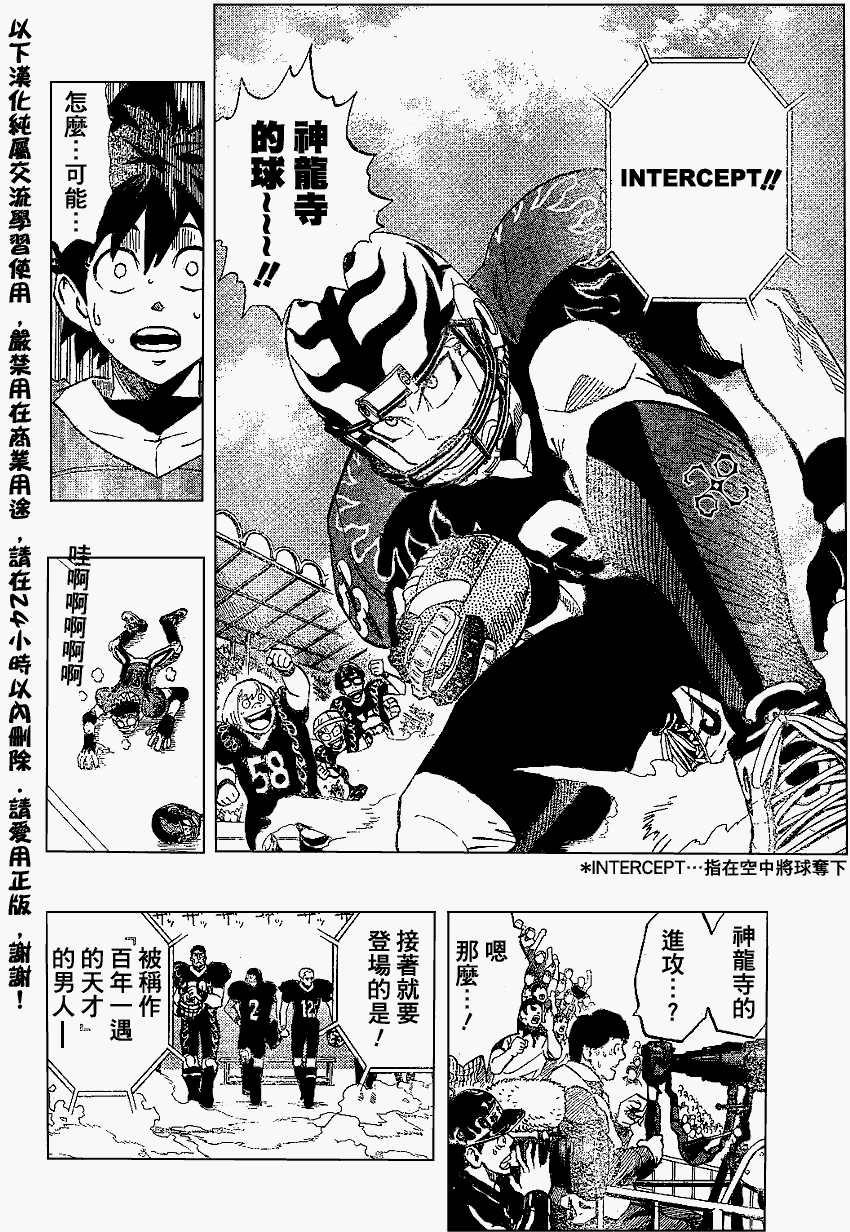 INTERCEPT!!
神龍寺
的球~~~!!
58
*INTERCEPT…指在空中將球奪下
怎麼…可能…
哇啊啊啊啊啊
神龍寺的
進攻…?
嗯
那麼…!
接著就要
登場的是!
2
12
被稱作
『百年一遇
的天才』
的男人—
以下漢化純屬交流學習使用,嚴禁用在商業用途,請在24小時以內刪除.請愛用正版,謝謝!